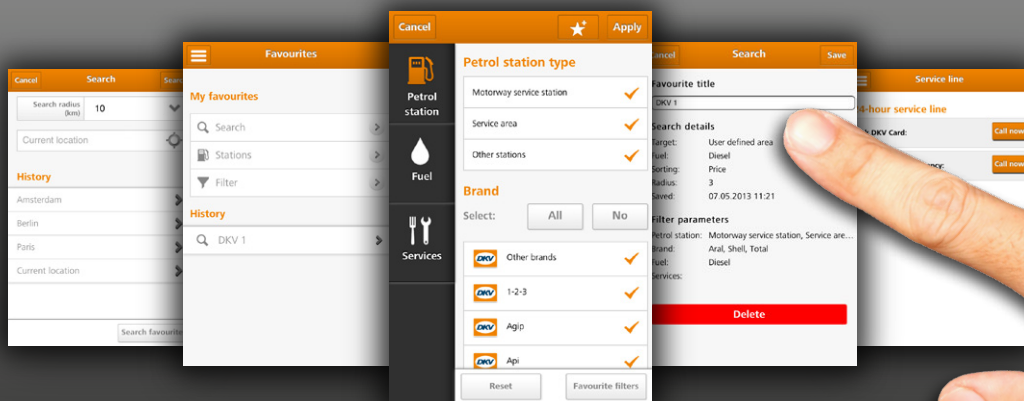 Cancel
Search
Search radius
(km)
10
Current location
History
Amsterdam
Berlin
Paris
Current location
Search favourite
Favourites
My favourites
Search
Stations
Filter
History
DKV 1
Cancel
Apply
Petrol
station
Fuel
Services
Petrol station type
Motorway service station
Service area
Other stations
Brand
Select:
All
No
DKV Other brands
DKV 1-2-3
DKV Agip
DKV Api
Reset
Favourite filters
ancel
Search
Save
Favourite title
DKV 1
Search details
Target: User defined area
Fuel: Diesel
Sorting: Price
Radius: 3
Saved: 07.05.2013 11:21
Filter parameters
Petrol station: Motorway service station, Service are...
Brand: Aral, Shell, Total
Fuel: Diesel
Services:
Delete
Service line
4-hour service line
DKV Card:
Call now
ncy:
Call now